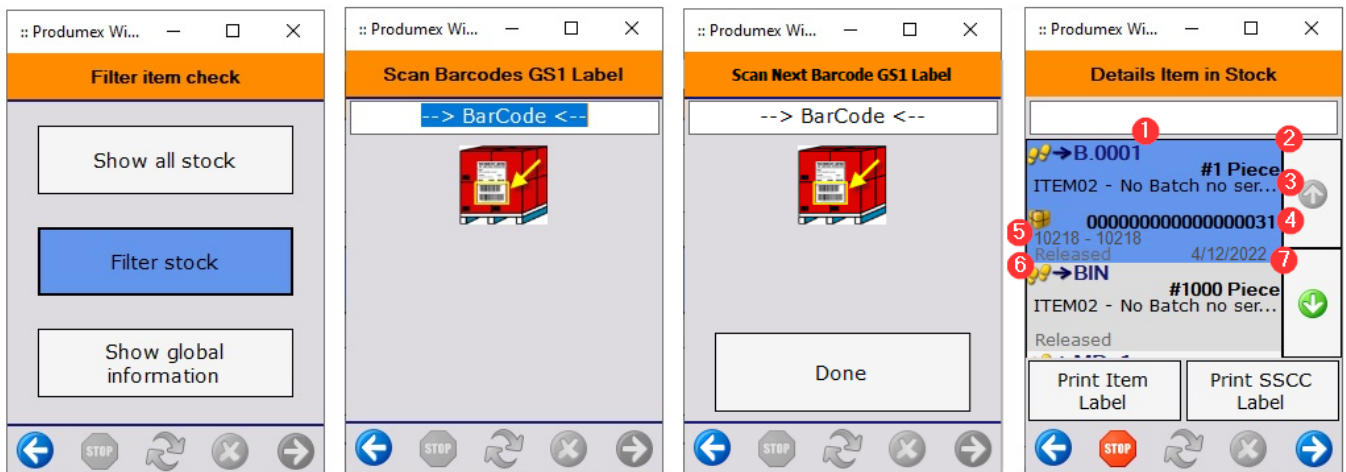 :: Produmex Wi...
Filter item check
Show all stock
Filter stock
Show global
information
STOP
:: Produmex Wi...
Scan Barcodes GS1 Label
--> BarCode <--
STOP
:: Produmex Wi...
Scan Next Barcode GS1 Label
--> BarCode <--
Done
STOP
:: Produmex Wi...
Details Item in Stock
1
B.0001
2
#1 Piece
ITEM02 - No Batch no ser...
3
000000000000000031
4
5
10218 - 10218
Released
4/12/2022
6
7
BIN
#1000 Piece
ITEM02 - No Batch no ser...
Released
Print Item
Label
Print SSCC
Label
STOP